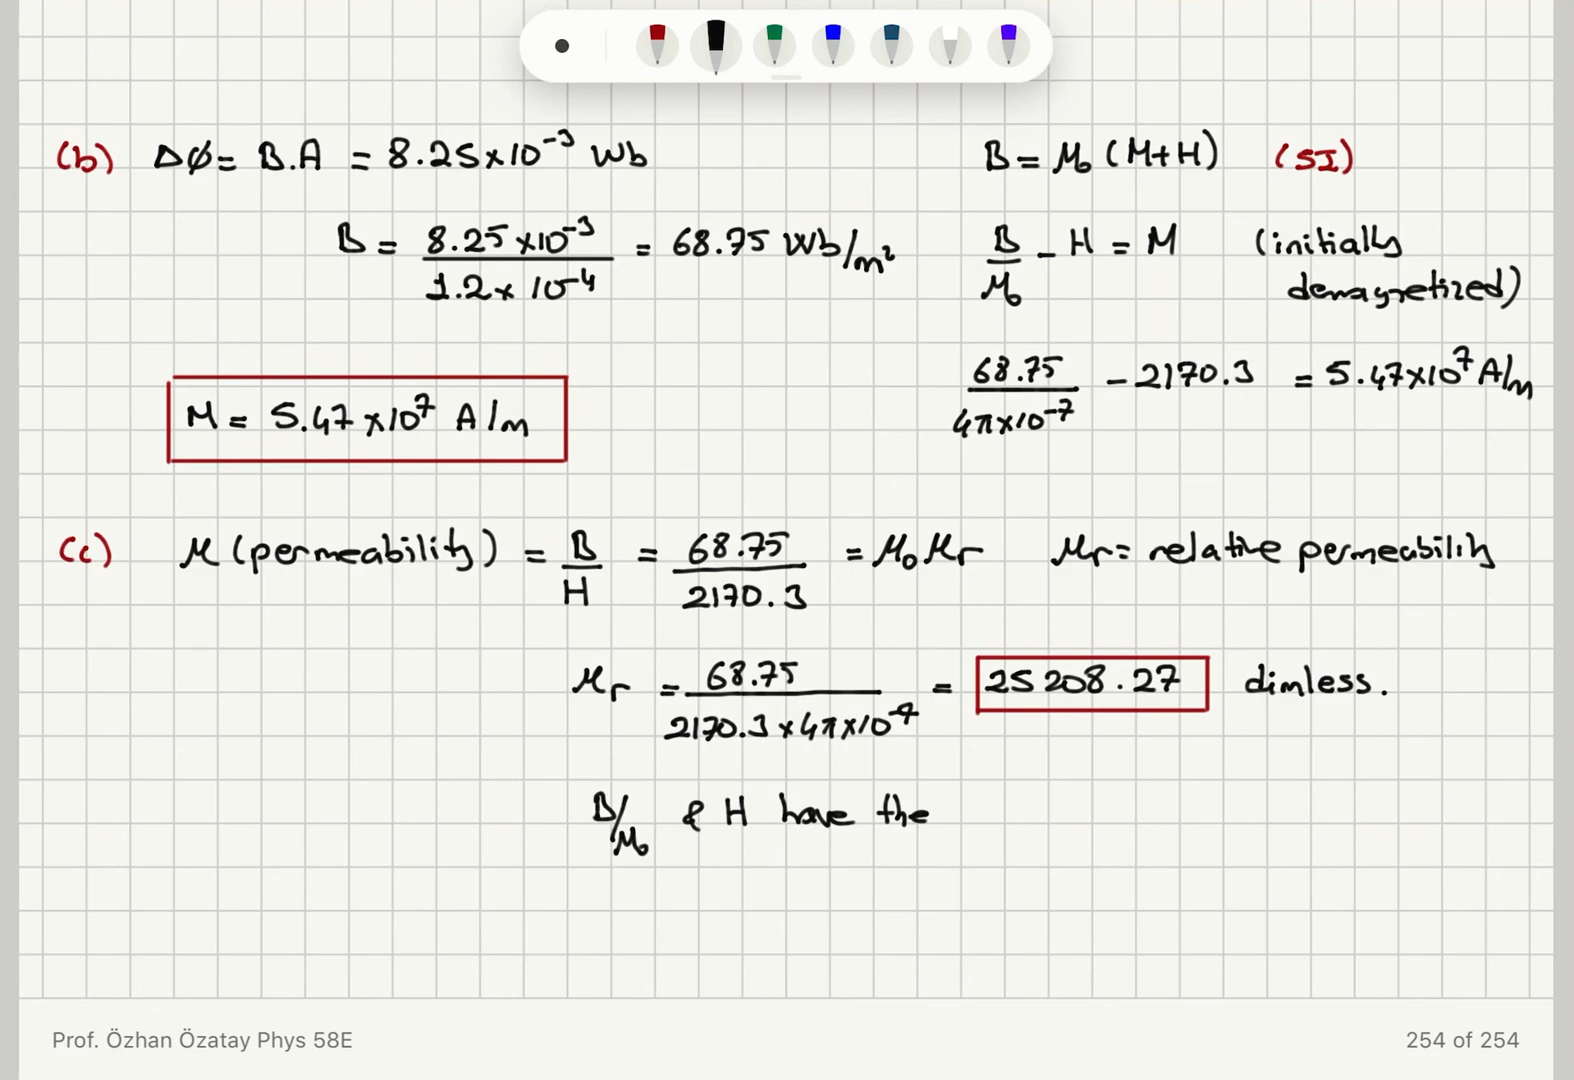 (b) Δφ = B.A = 8.25×10⁻³ Wb
B = μ₀ (M+H) (SI)
B = 8.25×10⁻³ / 1.2×10⁻⁴ = 68.75 Wb/m²
B/μ₀ - H = M (initially demagnetized)
68.75 / 4π×10⁻⁷ - 2170.3 = 5.47×10⁷ A/m
M = 5.47×10⁷ A/m
(c) μ (permeability) = B/H = 68.75 / 2170.3 = μ₀μr μr = relative permeability
μr = 68.75 / 2170.3×4π×10⁻⁷ = 25208.27 dimless.
B/μ₀ & H have the
Prof. Özhan Özatay Phys 58E
254 of 254